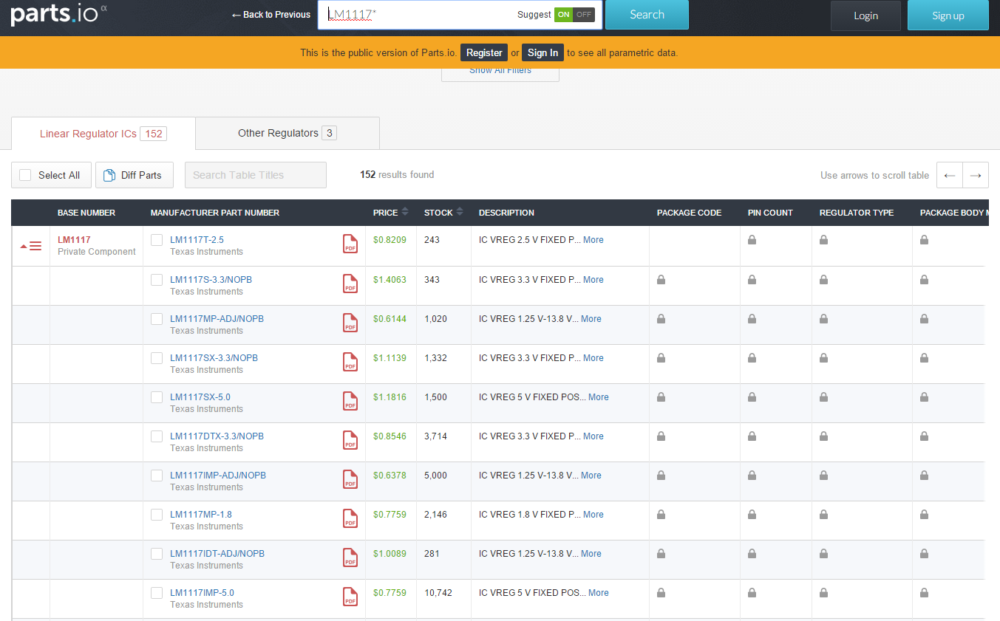 parts.io α
←Back to Previous
LM1117*
Suggest ON OFF
Search
Login
Sign up
This is the public version of Parts.io. Register or Sign In to see all parametric data.
Show All Filters
Linear Regulator ICs 152
Other Regulators 3
Select All
Diff Parts
Search Table Titles
152 results found
Use arrows to scroll table ← →
BASE NUMBER MANUFACTURER PART NUMBER PRICE STOCK DESCRIPTION PACKAGE CODE PIN COUNT REGULATOR TYPE PACKAGE BODY M
LM1117 LM1117T-2.5 PDF $0.8209 243 IC VREG 2.5 V FIXED P... More
Private Component Texas Instruments
LM1117S-3.3/NOPB PDF $1.4063 343 IC VREG 3.3 V FIXED P... More
Texas Instruments
LM1117MP-ADJ/NOPB PDF $0.6144 1,020 IC VREG 1.25 V-13.8 V... More
Texas Instruments
LM1117SX-3.3/NOPB PDF $1.1139 1,332 IC VREG 3.3 V FIXED P... More
Texas Instruments
LM1117SX-5.0 PDF $1.1816 1,500 IC VREG 5 V FIXED POS... More
Texas Instruments
LM1117DTX-3.3/NOPB PDF $0.8546 3,714 IC VREG 3.3 V FIXED P... More
Texas Instruments
LM1117IMP-ADJ/NOPB PDF $0.6378 5,000 IC VREG 1.25 V-13.8 V... More
Texas Instruments
LM1117MP-1.8 PDF $0.7759 2,146 IC VREG 1.8 V FIXED P... More
Texas Instruments
LM1117IDT-ADJ/NOPB PDF $1.0089 281 IC VREG 1.25 V-13.8 V... More
Texas Instruments
LM1117IMP-5.0 PDF $0.7759 10,742 IC VREG 5 V FIXED POS... More
Texas Instruments